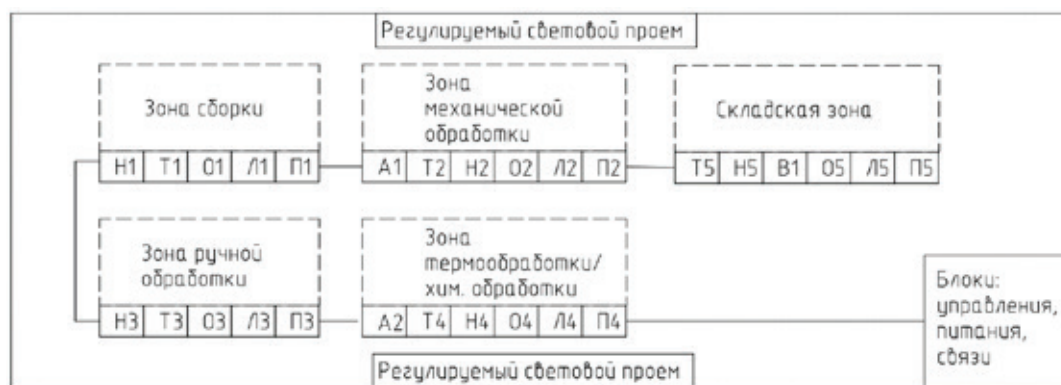 Регулируемый световой проем
Зона сборки
Зона
механической
обработки
Складская зона
Н1 Т1 О1 Л1 П1
А1 Т2 Н2 О2 Л2 П2
Т5 Н5 В1 О5 Л5 П5
Зона ручной
обработки
Зона
термообработки/
хим. обработки
Н3 Т3 О3 Л3 П3
А2 Т4 Н4 О4 Л4 П4
Блоки:
управления,
питания,
связи
Регулируемый световой проем